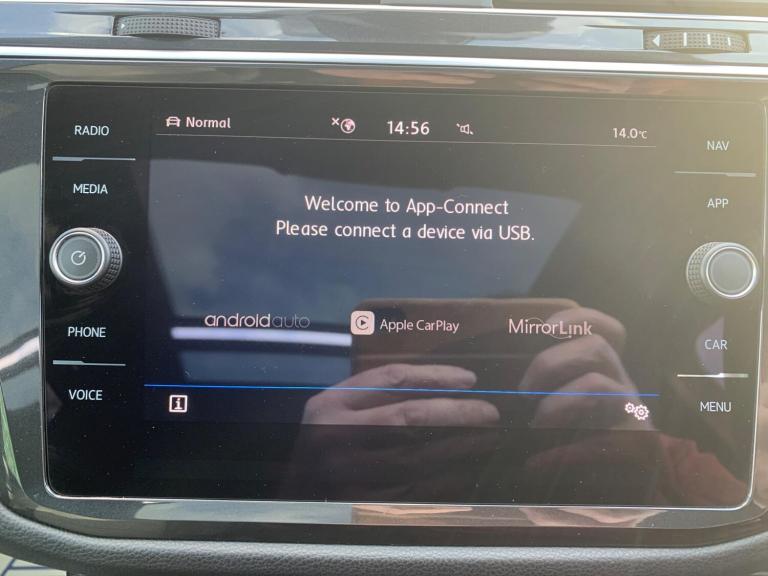 RADIO
MEDIA
PHONE
VOICE
Normal
14:56
14.0°C
Welcome to App-Connect
Please connect a device via USB.
androidauto
Apple CarPlay
MirrorLink
i
NAV
APP
CAR
MENU